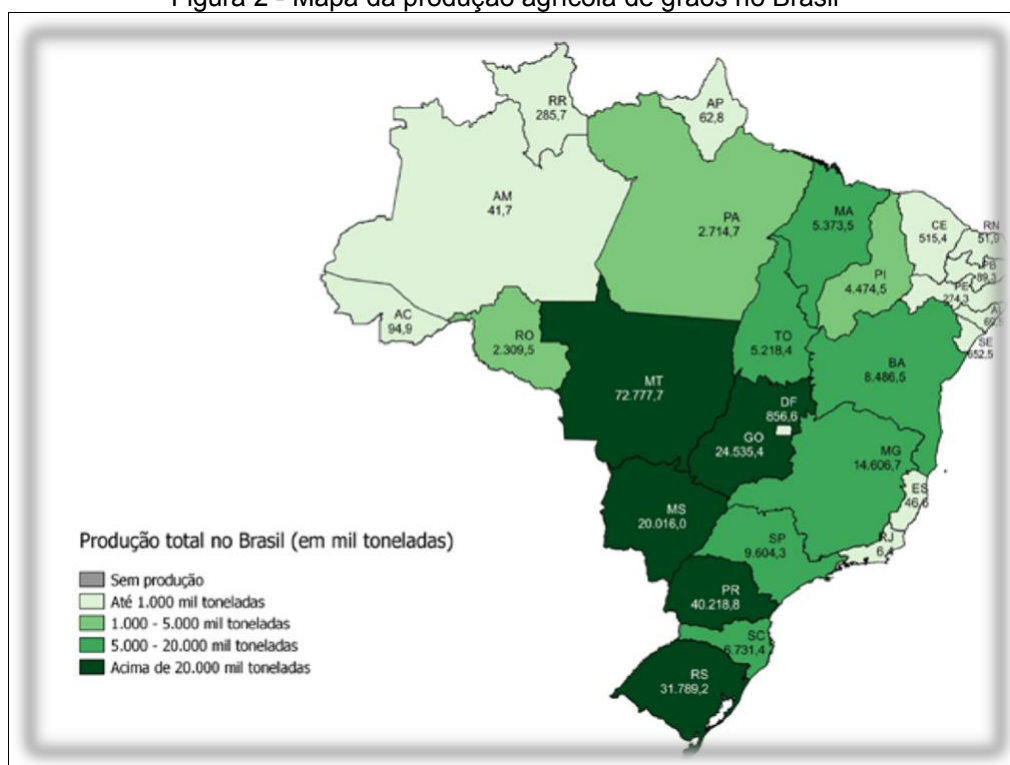 Figura 2 - Mapa da produção agrícola de grãos no Brasil
RR
285,7
AP
62,8
AM
41,7
PA
2.714,7
MA
5.373,5
CE
515,4
RN
51,9
PB
89,3
PI
4.474,5
PE
274,3
AL
SE
652,5
AC
94,9
RO
2.309,5
TO
5.218,4
BA
8.486,5
MT
72.777,7
DF
856,6
GO
24.535,4
MG
14.606,7
ES
46,6
MS
20.016,0
RJ
6,4
SP
9.604,3
PR
40.218,8
SC
6.731,4
RS
31.789,2
Produção total no Brasil (em mil toneladas)
Sem produção
Até 1.000 mil toneladas
1.000 - 5.000 mil toneladas
5.000 - 20.000 mil toneladas
Acima de 20.000 mil toneladas